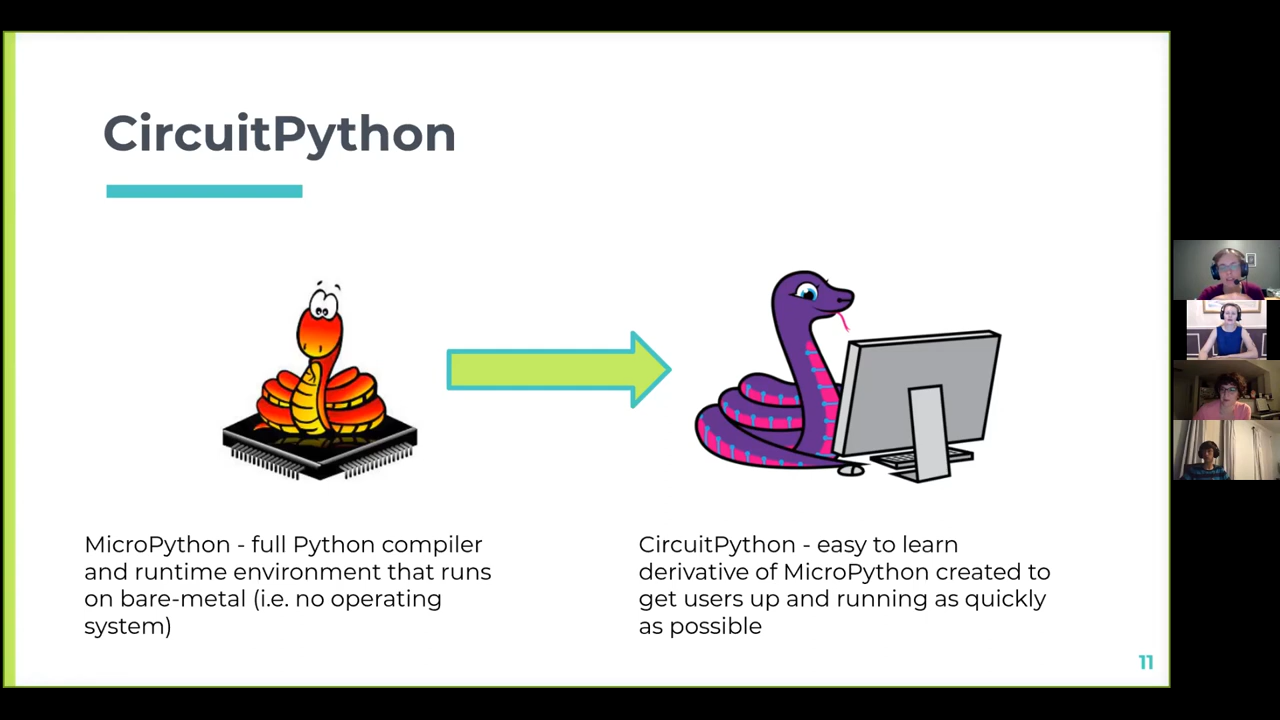 CircuitPython
MicroPython - full Python compiler
and runtime environment that runs
on bare-metal (i.e. no operating
system)
CircuitPython - easy to learn
derivative of MicroPython created to
get users up and running as quickly
as possible
11